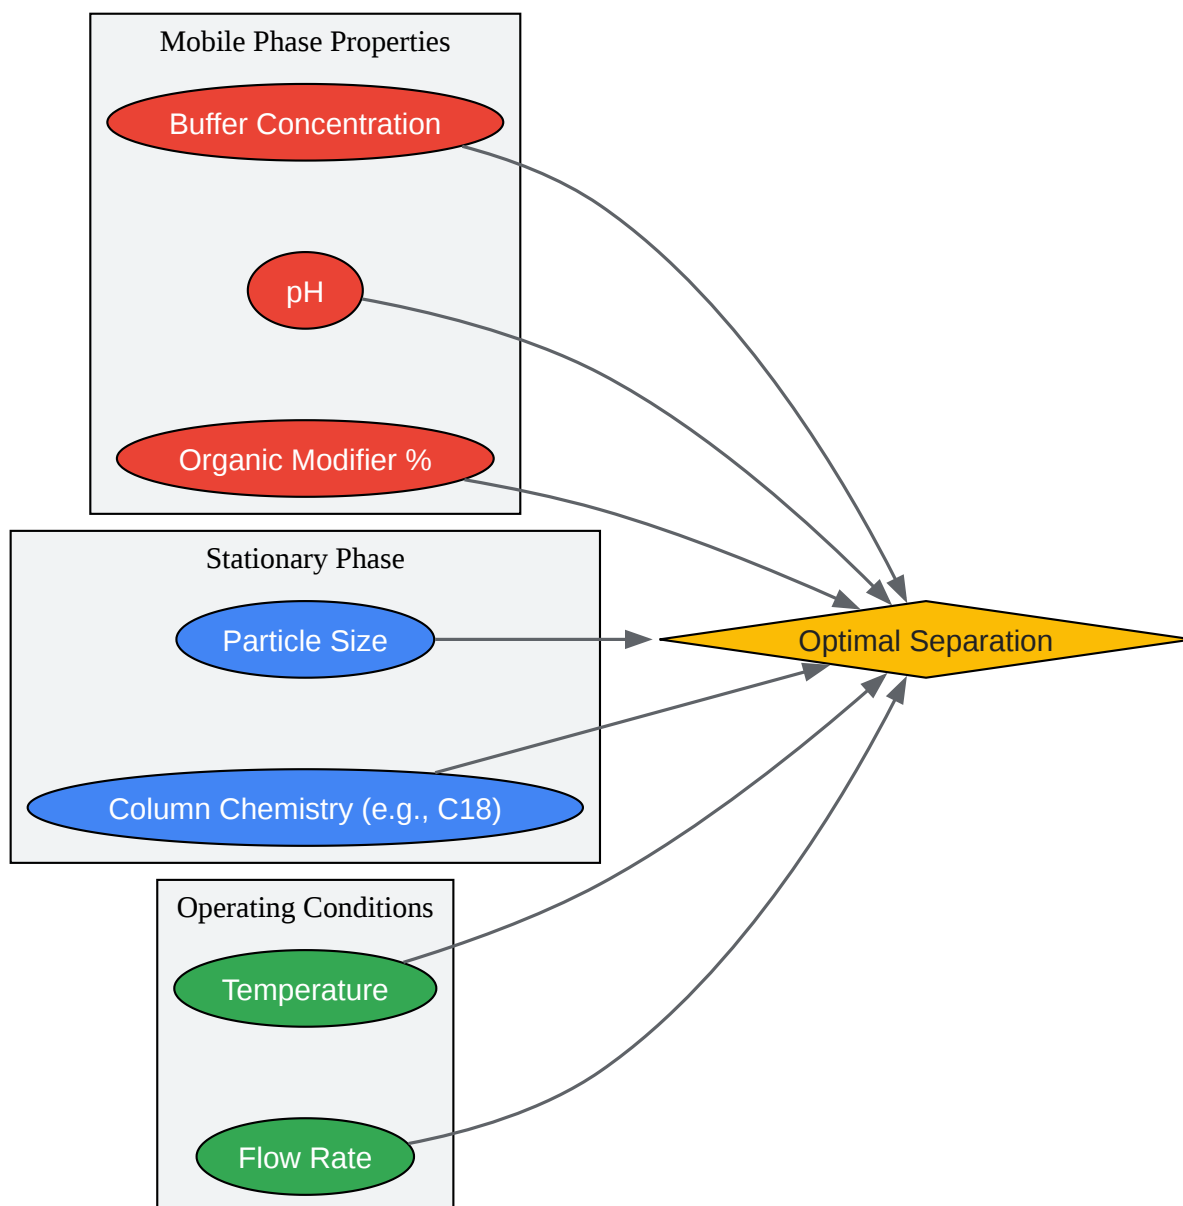 Mobile Phase Properties
Buffer Concentration
pH
Organic Modifier %
Stationary Phase
Particle Size
Optimal Separation
Column Chemistry (e.g., C18)
Operating Conditions
Temperature
Flow Rate